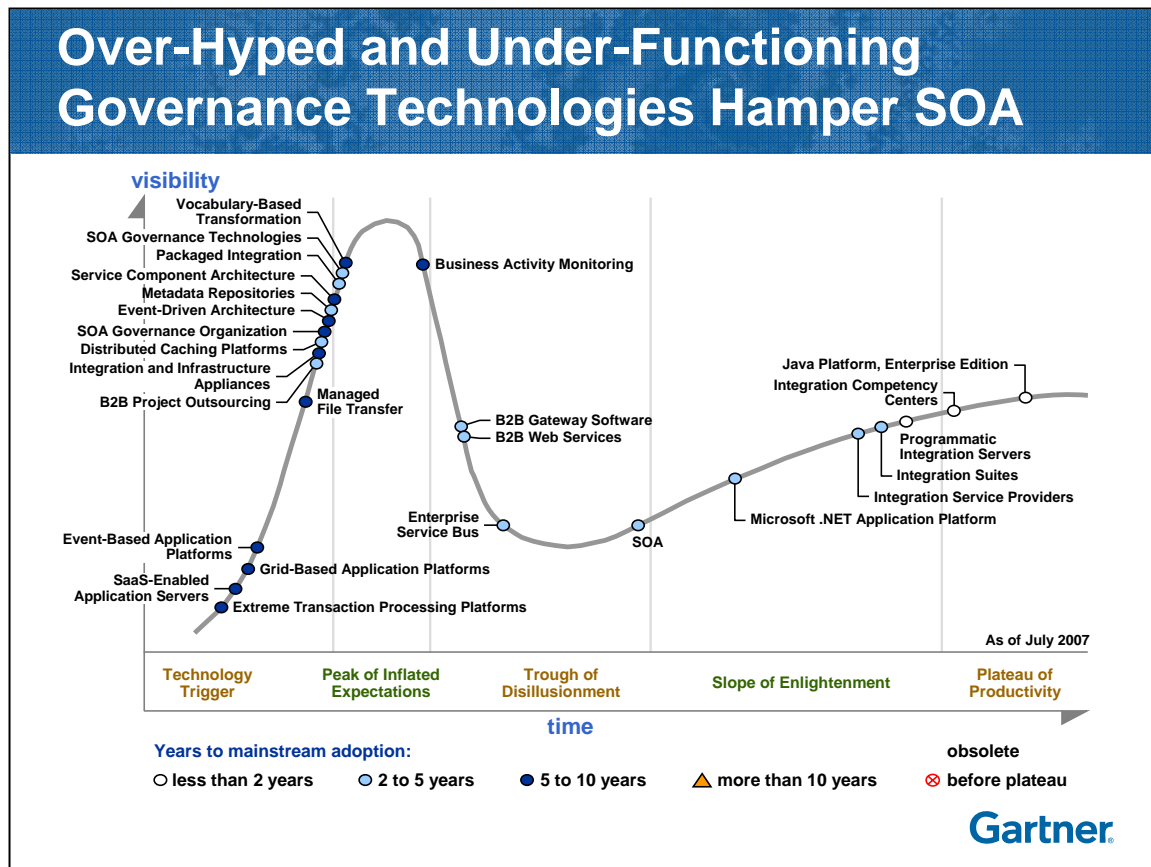 Over-Hyped and Under-Functioning
Governance Technologies Hamper SOA
visibility
Vocabulary-Based
Transformation
SOA Governance Technologies
Packaged Integration
Service Component Architecture
Metadata Repositories
Event-Driven Architecture
SOA Governance Organization
Distributed Caching Platforms
Integration and Infrastructure
Appliances
B2B Project Outsourcing
Managed
File Transfer
Event-Based Application
Platforms
Grid-Based Application Platforms
SaaS-Enabled
Application Servers
Extreme Transaction Processing Platforms
Business Activity Monitoring
B2B Gateway Software
B2B Web Services
Enterprise
Service Bus
SOA
Java Platform, Enterprise Edition
Integration Competency
Centers
Programmatic
Integration Servers
Integration Suites
Integration Service Providers
Microsoft .NET Application Platform
As of July 2007
Technology
Trigger
Peak of Inflated
Expectations
Trough of
Disillusionment
Slope of Enlightenment
Plateau of
Productivity
time
Years to mainstream adoption:
less than 2 years
2 to 5 years
5 to 10 years
more than 10 years
obsolete
before plateau
Gartner®